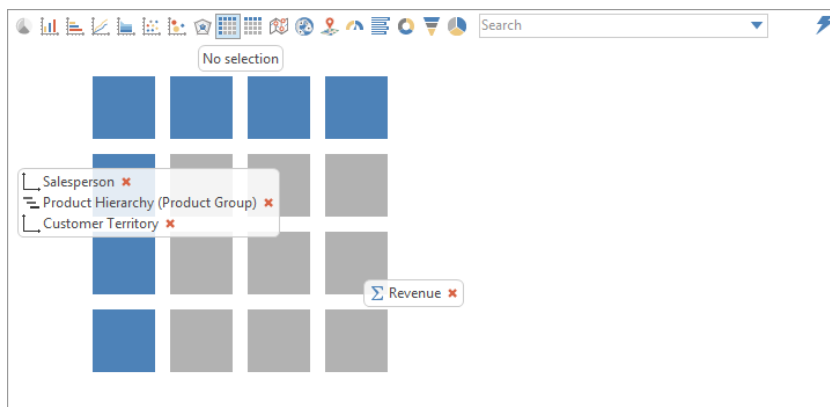 Search
No selection
Salesperson
Product Hierarchy (Product Group)
Customer Territory
Revenue